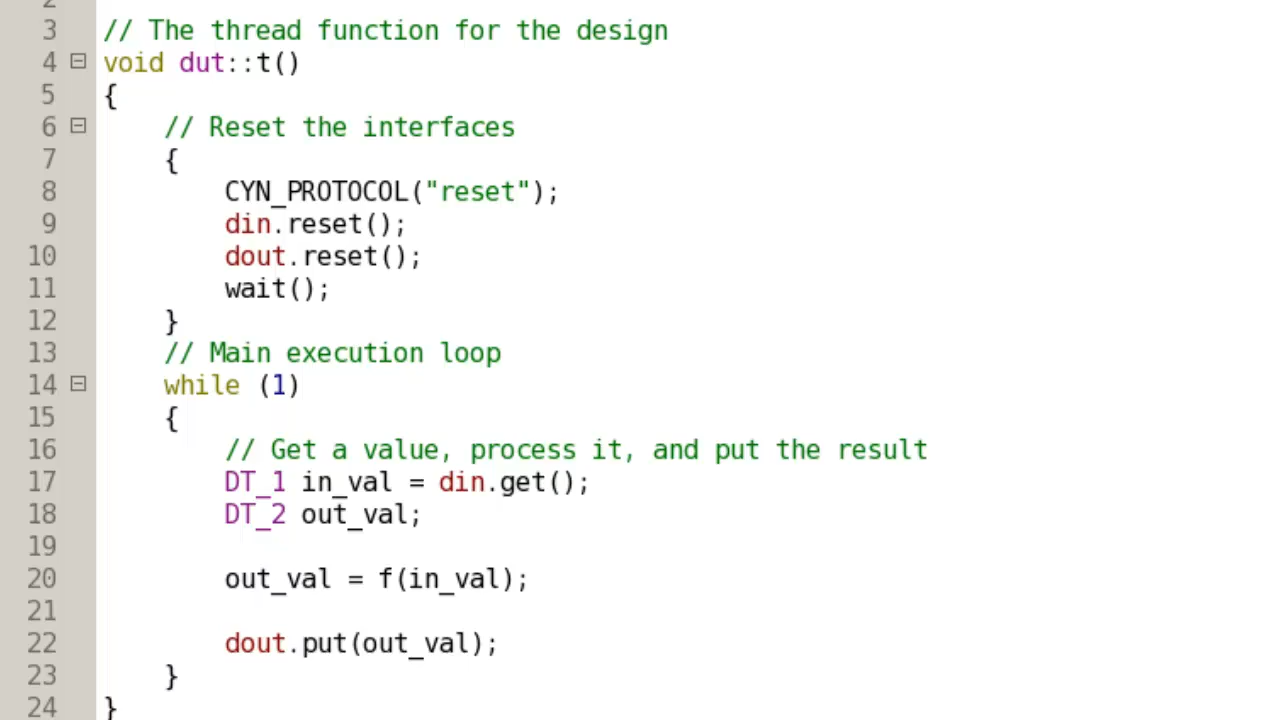 2
3 // The thread function for the design
4 void dut::t()
5 {
6     // Reset the interfaces
7     {
8         CYN_PROTOCOL("reset");
9         din.reset();
10         dout.reset();
11         wait();
12     }
13     // Main execution loop
14     while (1)
15     {
16         // Get a value, process it, and put the result
17         DT_1 in_val = din.get();
18         DT_2 out_val;
19
20         out_val = f(in_val);
21
22         dout.put(out_val);
23     }
24 }